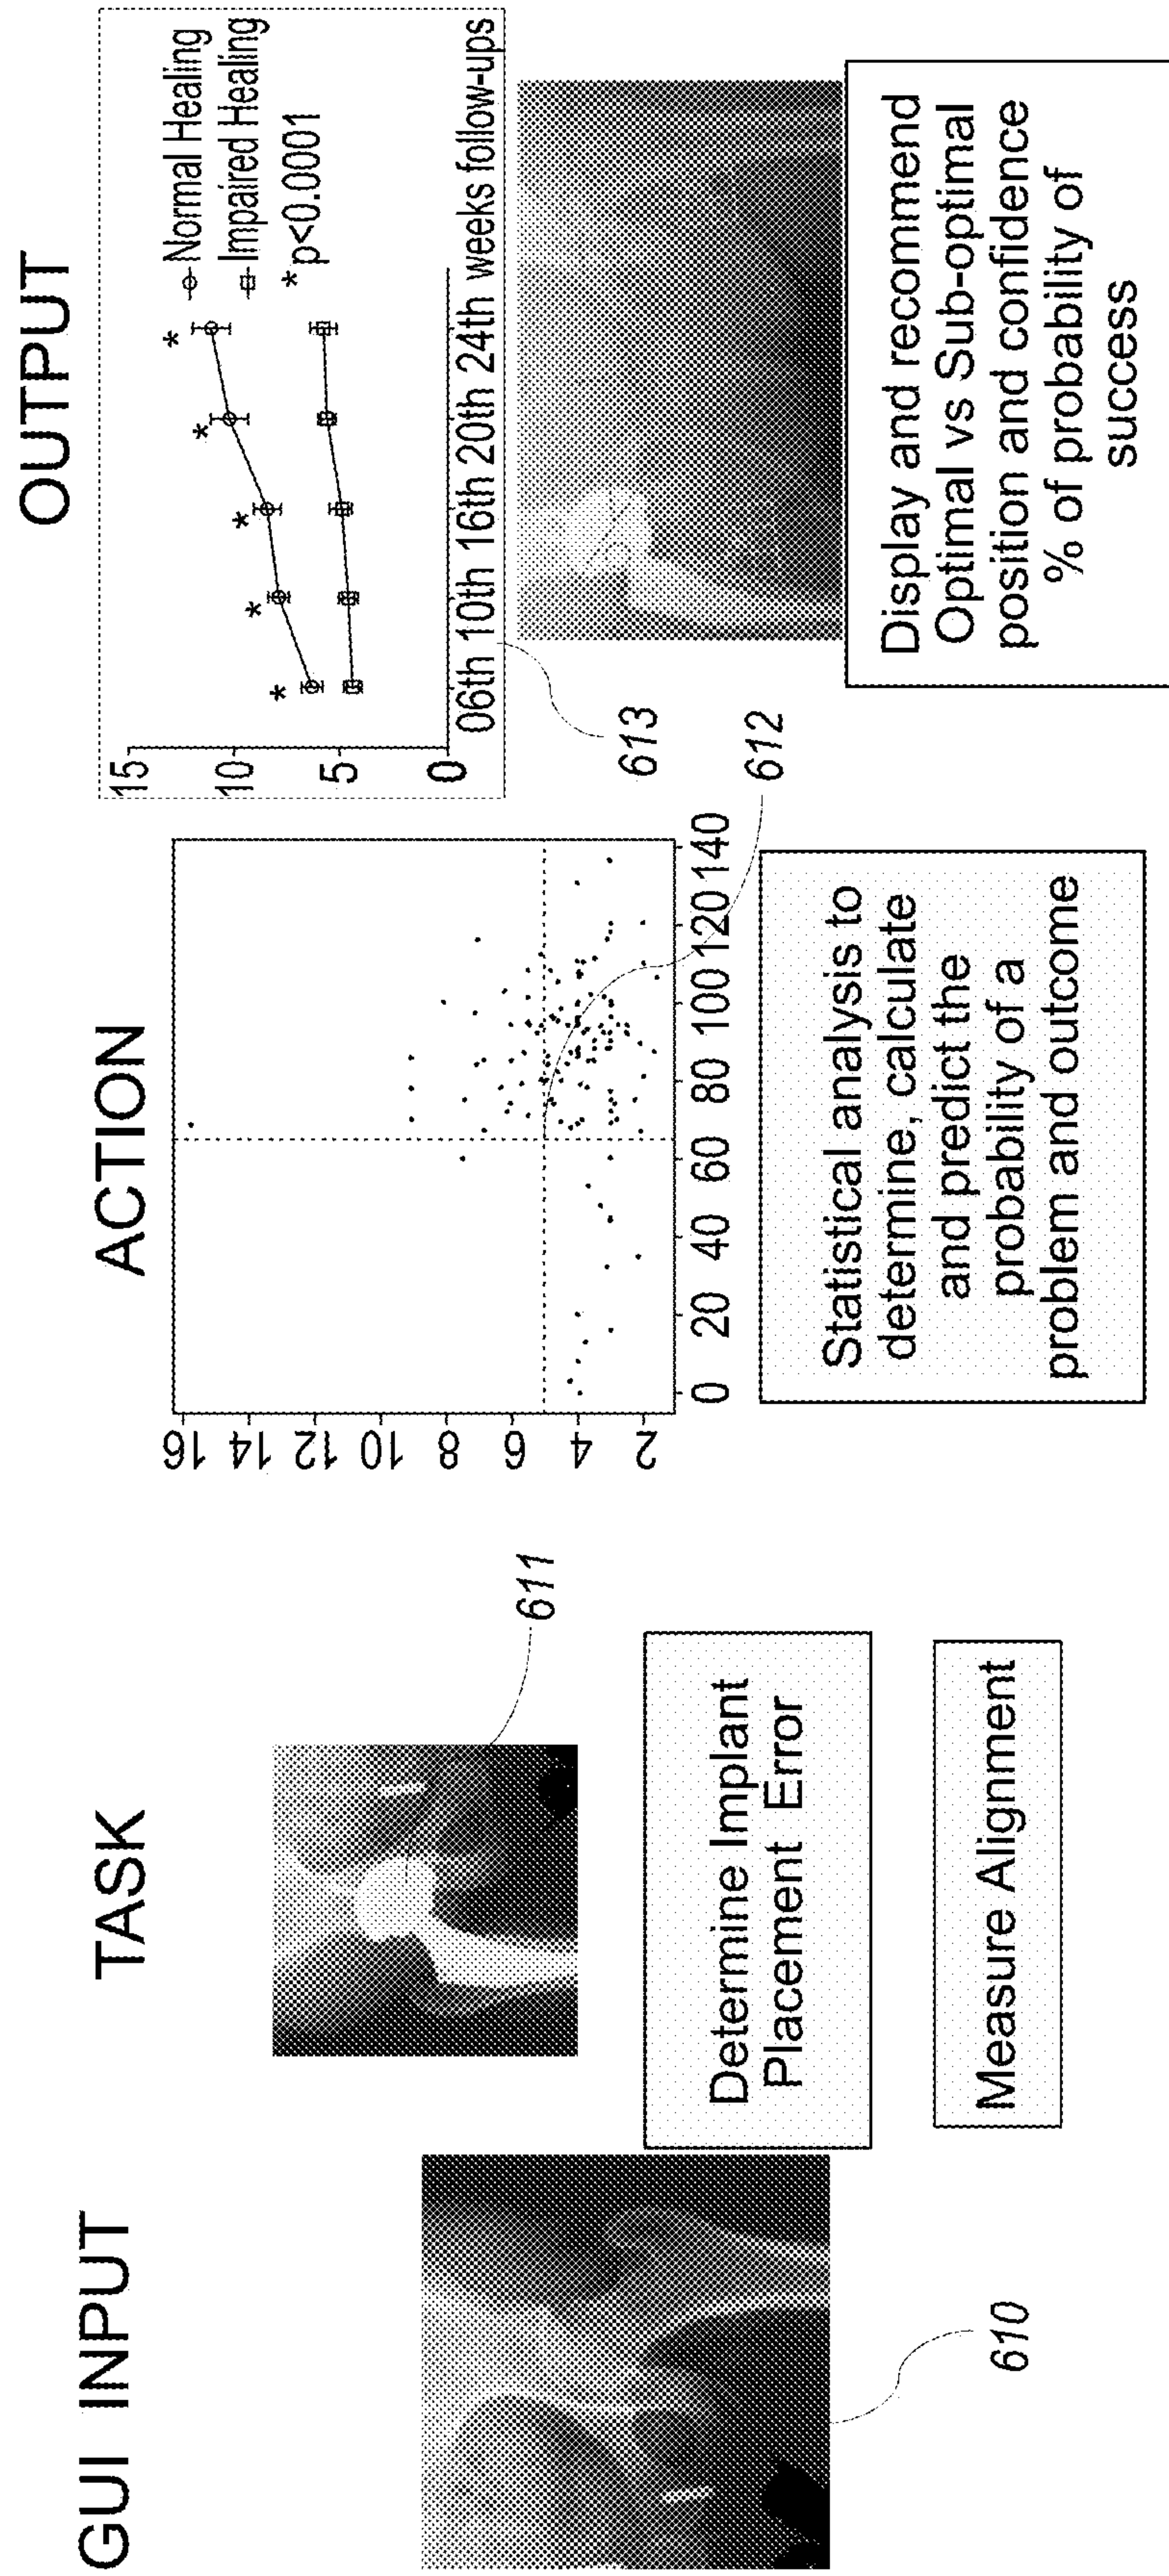 GUI INPUT
610
TASK
611
Determine Implant
Placement Error
Measure Alignment
ACTION
16
14
12
10
8
6
4
2
0 20 40 60 80 100 120 140
612
Statistical analysis to
determine, calculate
and predict the
probability of a
problem and outcome
OUTPUT
15
10
5
0
Normal Healing
Impaired Healing
* p<0.0001
* * * * *
06th 10th 16th 20th 24th weeks follow-ups
613
Display and recommend
Optimal vs Sub-optimal
position and confidence
% of probability of
success